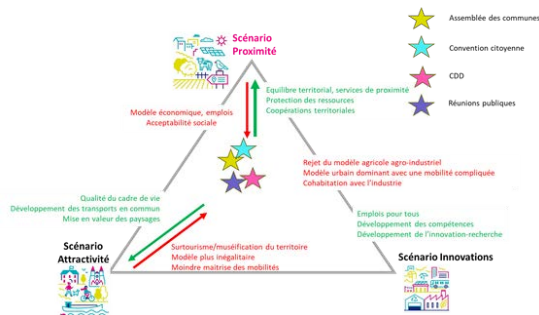 Scénario
Proximité
Assemblée des communes
Convention citoyenne
CDD
Réunions publiques
Equilibre territorial, services de proximité
Protection des ressources
Coopérations territoriales
Modèle économique, emplois
Acceptabilité sociale
Rejet du modèle agricole agro-industriel
Modèle urbain dominant avec une mobilité compliquée
Cohabitation avec l'industrie
Qualité du cadre de vie
Développement des transports en commun
Mise en valeur des paysages
Emplois pour tous
Développement des compétences
Développement de l'innovation-recherche
Scénario
Attractivité
Surtourisme/muséification du territoire
Modèle plus inégalitaire
Moindre maitrise des mobilités
Scénario Innovations